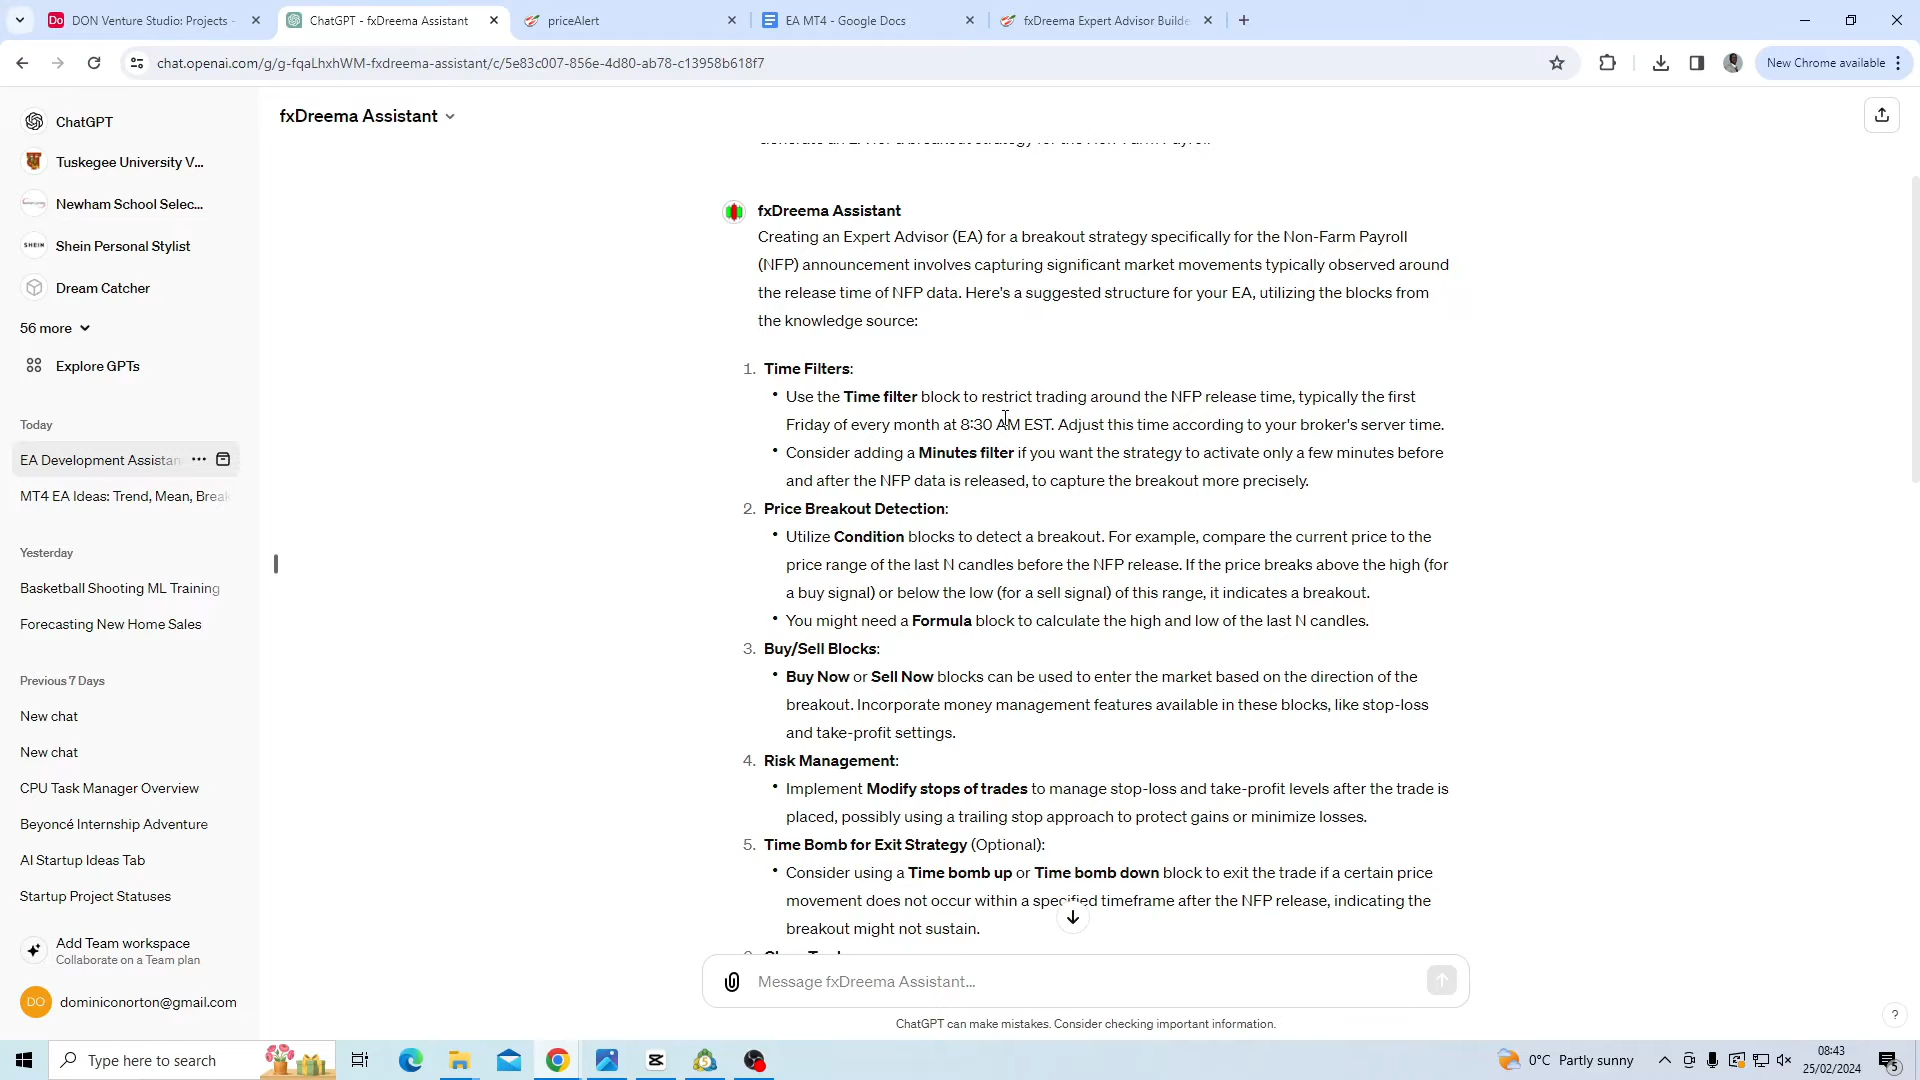 DON Venture Studio: Projects -
ChatGPT - fxDreema Assistant
priceAlert
EA MT4 - Google Docs
fxDreema Expert Advisor Builde
chat.openai.com/g/g-fqaLhxhWM-fxdreema-assistant/c/5e83c007-856e-4d80-ab78-c13958b618f7
New Chrome available
ChatGPT
Tuskegee University V...
Newham School Selec...
Shein Personal Stylist
Dream Catcher
56 more
Explore GPTs
Today
EA Development Assistan
MT4 EA Ideas: Trend, Mean, Break
Yesterday
Basketball Shooting ML Training
Forecasting New Home Sales
Previous 7 Days
New chat
New chat
CPU Task Manager Overview
Beyoncé Internship Adventure
AI Startup Ideas Tab
Startup Project Statuses
Add Team workspace
Collaborate on a Team plan
DO
dominiconorton@gmail.com
fxDreema Assistant
fxDreema Assistant
Creating an Expert Advisor (EA) for a breakout strategy specifically for the Non-Farm Payroll
(NFP) announcement involves capturing significant market movements typically observed around
the release time of NFP data. Here's a suggested structure for your EA, utilizing the blocks from
the knowledge source:
1. Time Filters:
• Use the Time filter block to restrict trading around the NFP release time, typically the first
Friday of every month at 8:30 AM EST. Adjust this time according to your broker's server time.
• Consider adding a Minutes filter if you want the strategy to activate only a few minutes before
and after the NFP data is released, to capture the breakout more precisely.
2. Price Breakout Detection:
• Utilize Condition blocks to detect a breakout. For example, compare the current price to the
price range of the last N candles before the NFP release. If the price breaks above the high (for
a buy signal) or below the low (for a sell signal) of this range, it indicates a breakout.
• You might need a Formula block to calculate the high and low of the last N candles.
3. Buy/Sell Blocks:
• Buy Now or Sell Now blocks can be used to enter the market based on the direction of the
breakout. Incorporate money management features available in these blocks, like stop-loss
and take-profit settings.
4. Risk Management:
• Implement Modify stops of trades to manage stop-loss and take-profit levels after the trade is
placed, possibly using a trailing stop approach to protect gains or minimize losses.
5. Time Bomb for Exit Strategy (Optional):
• Consider using a Time bomb up or Time bomb down block to exit the trade if a certain price
movement does not occur within a specified timeframe after the NFP release, indicating the
breakout might not sustain.
Message fxDreema Assistant...
ChatGPT can make mistakes. Consider checking important information.
?
Type here to search
0°C Partly sunny
08:43
25/02/2024
5